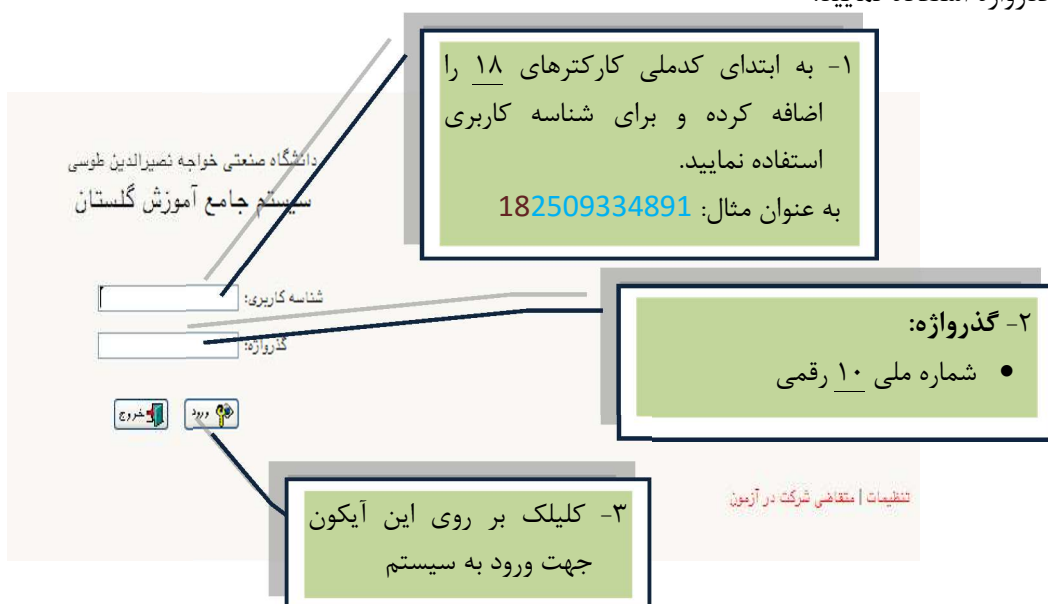 ۱- به ابتدای کدملی کارکترهای ۱۸ را
اضافه کرده و برای شناسه کاربری
استفاده نمایید.
به عنوان مثال: 182509334891
دانشگاه صنعتی خواجه نصیرالدین طوسی
سیستم جامع آموزش گلستان
شناسه کاربری:
گذرواژه:
۲- گذرواژه:
• شماره ملی ۱۰ رقمی
ورود
خروج
تنظیمات | متقاضی شرکت در آزمون
۳- کلیلک بر روی این آیکون
جهت ورود به سیستم